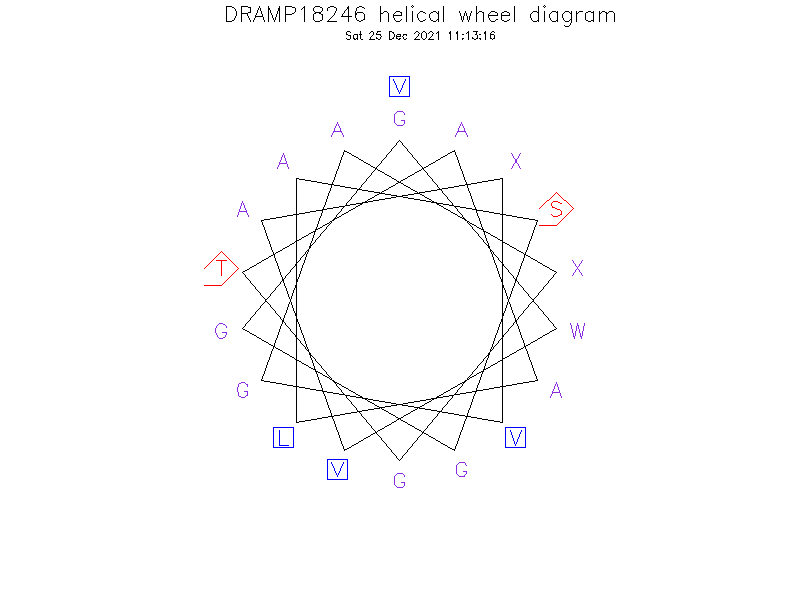 DRAMP18246 helical wheel diagram
Sat 25 Dec 2021 11:13:16
V
G
A A
A X
A S
T X
G W
G A
L V
V G
G